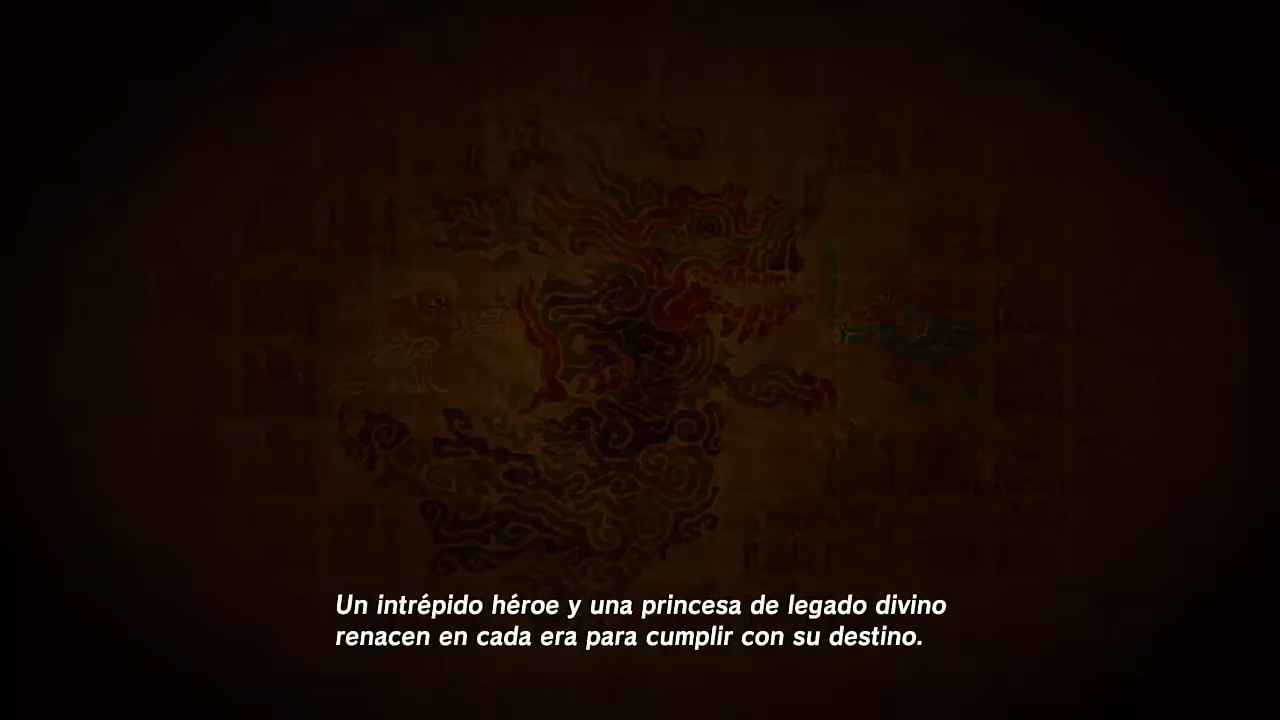 Un intrépido héroe y una princesa de legado divino
renacen en cada era para cumplir con su destino.